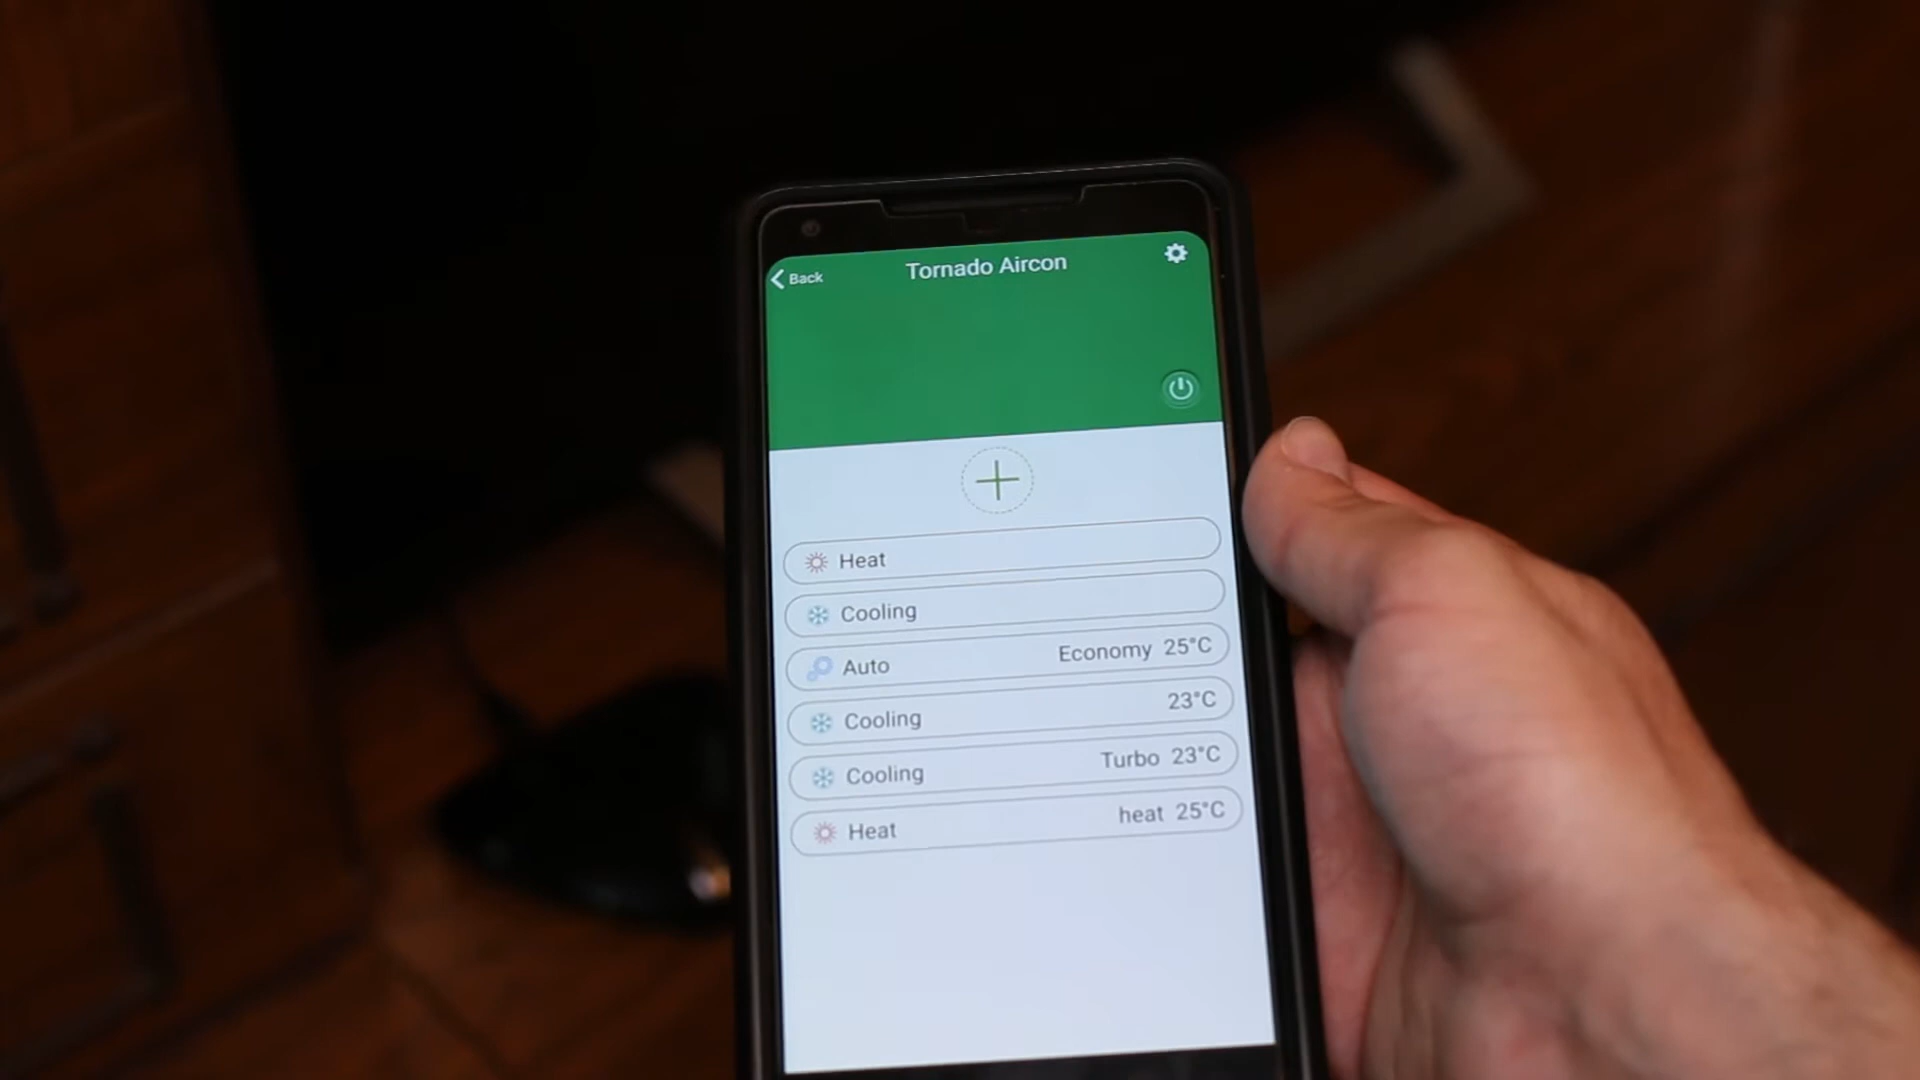 Back Tornado Aircon
Heat
Cooling
Auto Economy 25°C
Cooling 23°C
Cooling Turbo 23°C
Heat heat 25°C